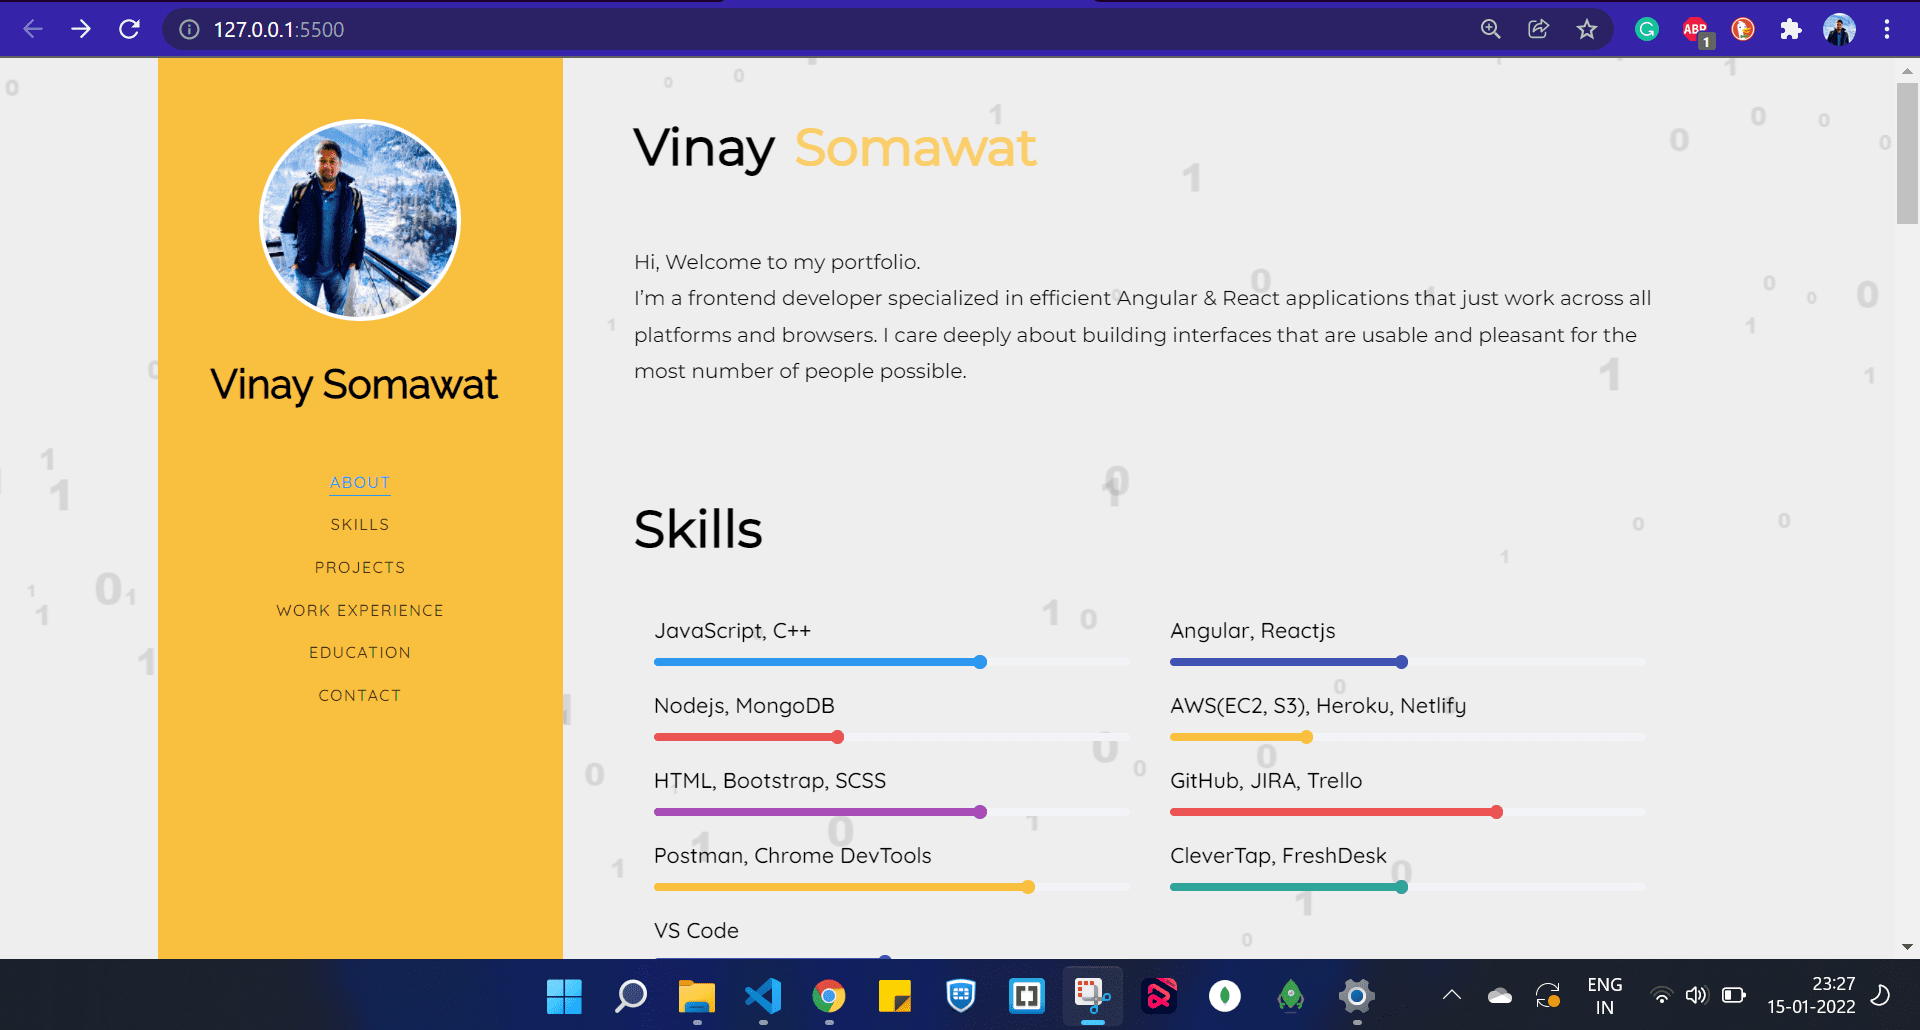 127.0.0.1:5500
ABP
1
Vinay Somawat
ABOUT
SKILLS
PROJECTS
WORK EXPERIENCE
EDUCATION
CONTACT
Vinay Somawat
Hi, Welcome to my portfolio.
I’m a frontend developer specialized in efficient Angular & React applications that just work across all
platforms and browsers. I care deeply about building interfaces that are usable and pleasant for the
most number of people possible.
Skills
JavaScript, C++
Angular, Reactjs
Nodejs, MongoDB
AWS(EC2, S3), Heroku, Netlify
HTML, Bootstrap, SCSS
GitHub, JIRA, Trello
Postman, Chrome DevTools
CleverTap, FreshDesk
VS Code
ENG
IN
23:27
15-01-2022